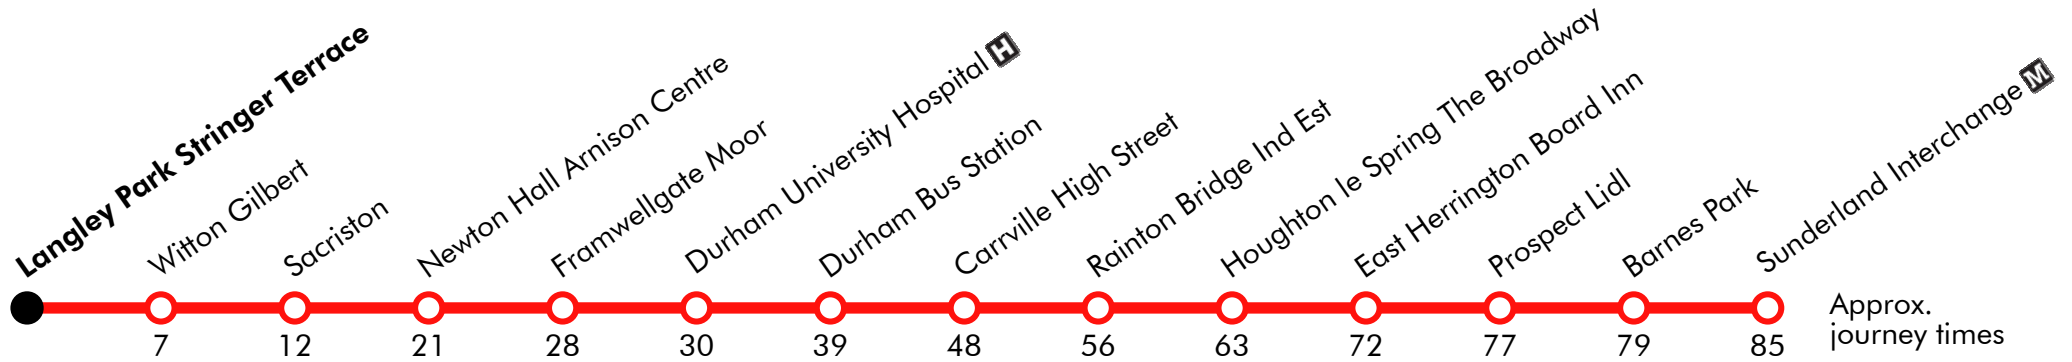 Langley Park Stringer Terrace
Witton Gilbert
Sacriston
Newton Hall Arnison Centre
Framwellgate Moor
Durham University Hospital H
Durham Bus Station
Carrville High Street
Rainton Bridge Ind Est
Houghton le Spring The Broadway
East Herrington Board Inn
Prospect Lidl
Barnes Park
Sunderland Interchange M
7 12 21 28 30 39 48 56 63 72 77 79 85
Approx.
journey times